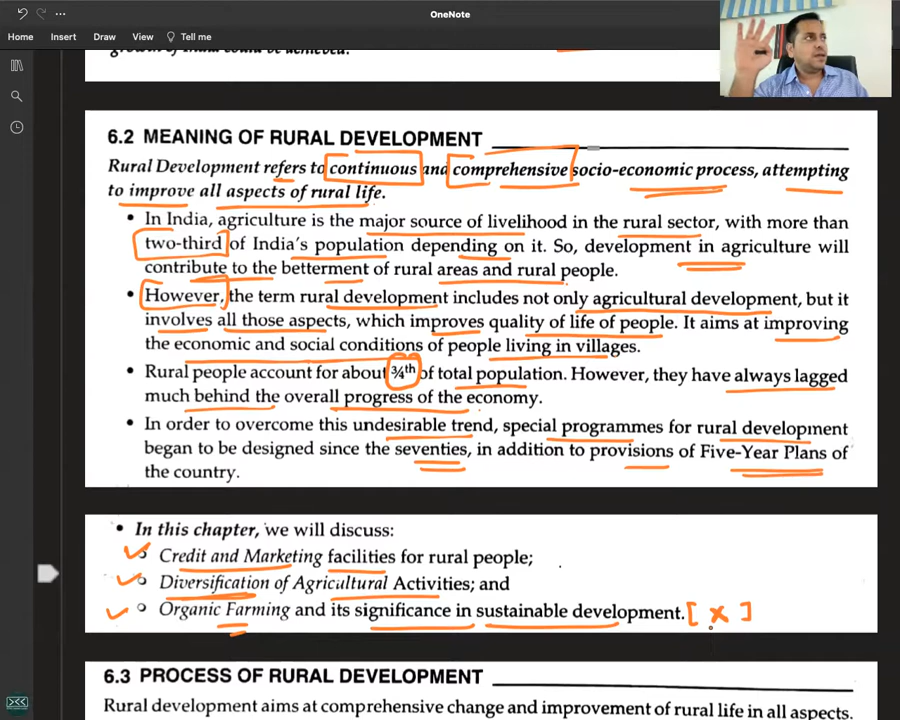 OneNote
Home Insert Draw View Tell me
growth of India could be achieved.
6.2 MEANING OF RURAL DEVELOPMENT
Rural Development refers to continuous and comprehensive socio-economic process, attempting
to improve all aspects of rural life.
• In India, agriculture is the major source of livelihood in the rural sector, with more than
two-third of India's population depending on it. So, development in agriculture will
contribute to the betterment of rural areas and rural people.
• However, the term rural development includes not only agricultural development, but it
involves all those aspects, which improves quality of life of people. It aims at improving
the economic and social conditions of people living in villages.
• Rural people account for about ¾th of total population. However, they have always lagged
much behind the overall progress of the economy.
• In order to overcome this undesirable trend, special programmes for rural development
began to be designed since the seventies, in addition to provisions of Five-Year Plans of
the country.
• In this chapter, we will discuss:
Credit and Marketing facilities for rural people;
Diversification of Agricultural Activities; and
Organic Farming and its significance in sustainable development. [ x ]
6.3 PROCESS OF RURAL DEVELOPMENT
Rural development aims at comprehensive change and improvement of rural life in all aspects.